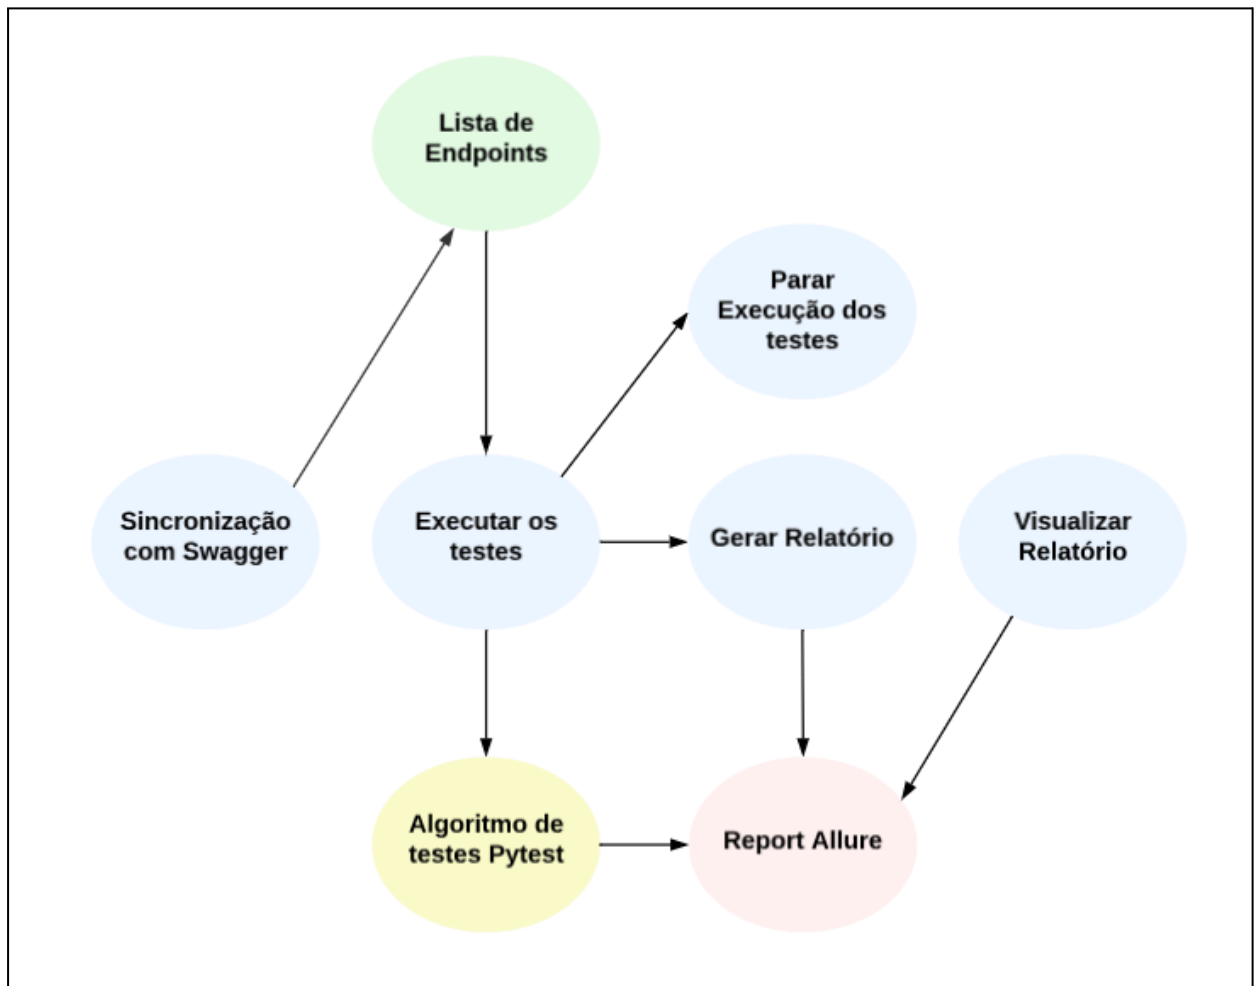 Lista de
Endpoints
Parar
Execução dos
testes
Sincronização
com Swagger
Executar os
testes
Gerar Relatório
Visualizar
Relatório
Algoritmo de
testes Pytest
Report Allure